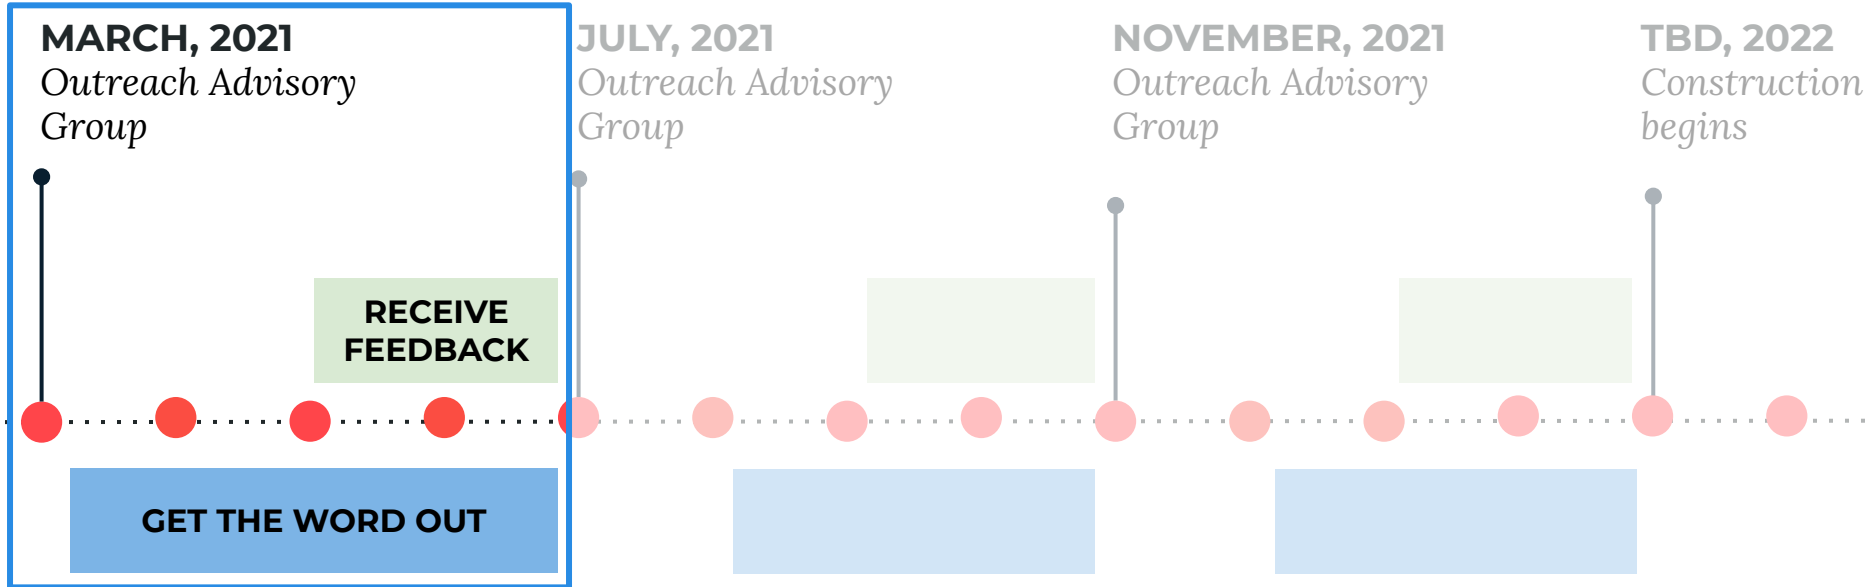 MARCH, 2021
Outreach Advisory
Group
JULY, 2021
Outreach Advisory
Group
NOVEMBER, 2021
Outreach Advisory
Group
TBD, 2022
Construction
begins
RECEIVE
FEEDBACK
GET THE WORD OUT